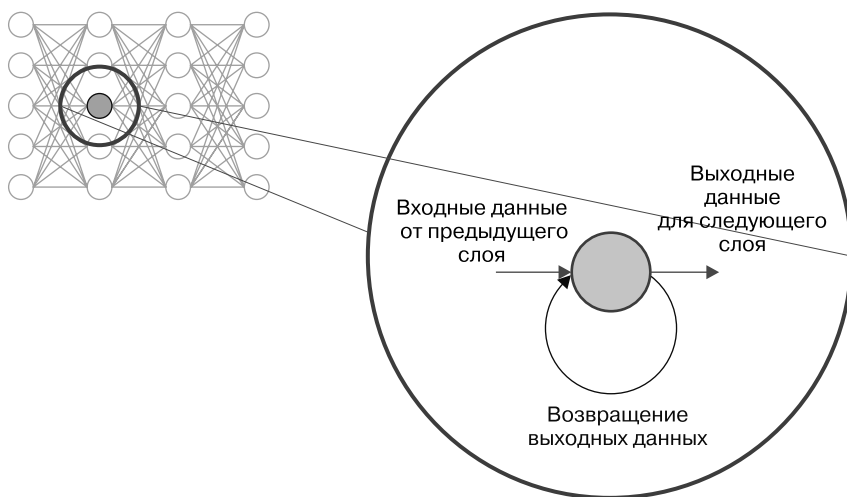 Входные данные
от предыдущего
слоя
Выходные
данные
для следующего
слоя
Возвращение
выходных данных